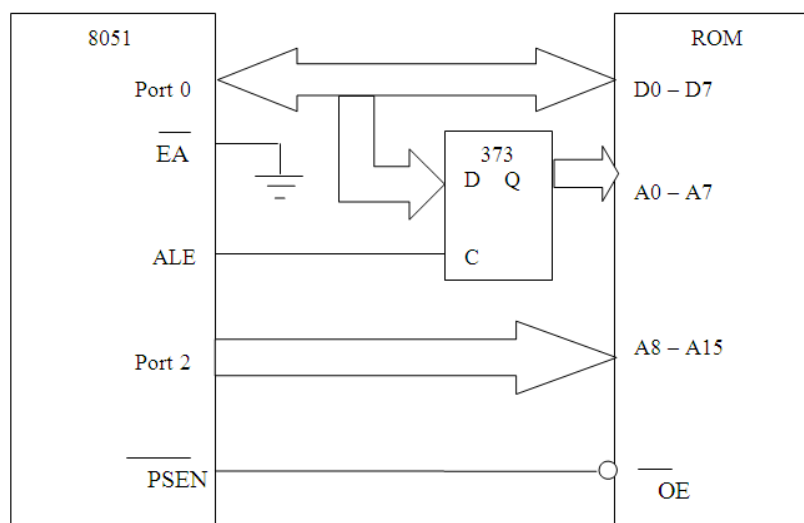 8051
ROM
Port 0
D0 – D7
EA
373
D Q
A0 – A7
ALE
C
Port 2
A8 – A15
PSEN
OE